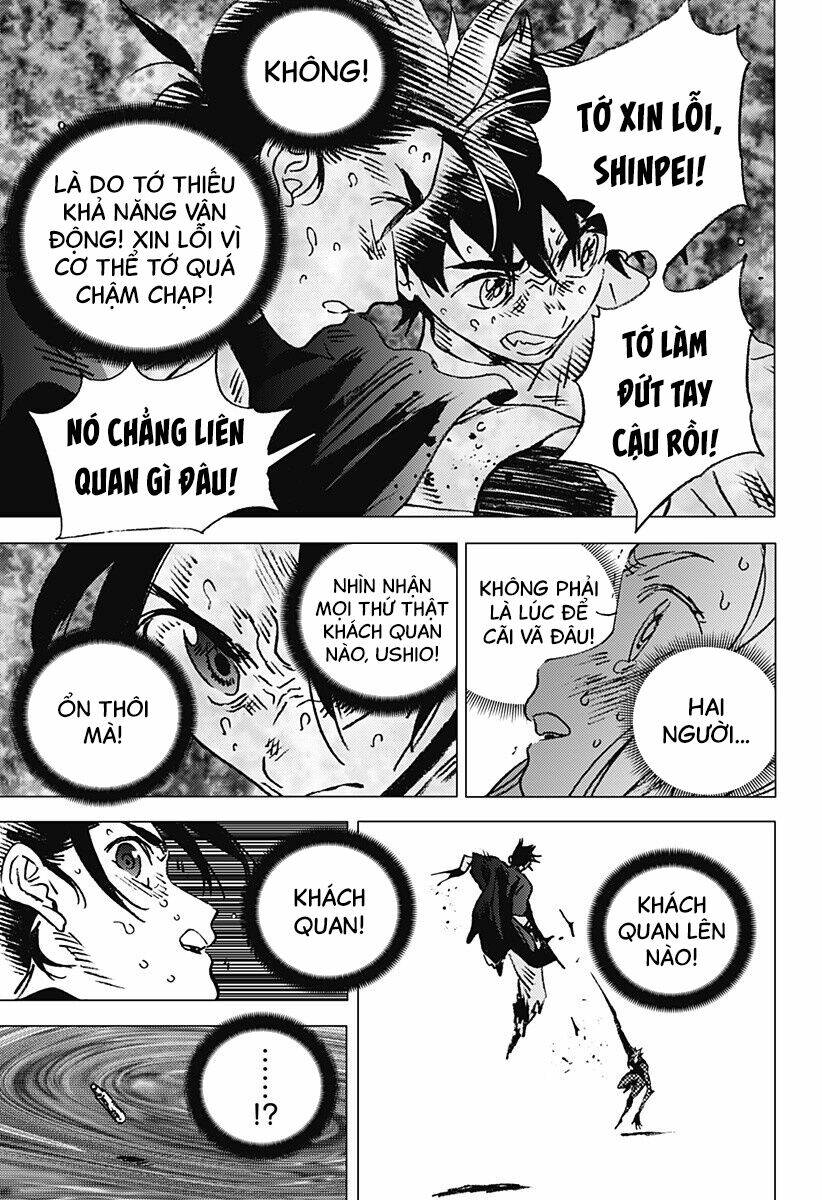 TỚ XIN LỖI,
SHINPEI!
KHÔNG!
LÀ DO TỚ THIẾU
KHẢ NĂNG VẬN
ĐỘNG! XIN LỖI VÌ
CƠ THỂ TỚ QUÁ
CHẬM CHẠP!
TỚ LÀM
ĐỨT TAY
CẬU RỒI!
NÓ CHẲNG LIÊN
QUAN GÌ ĐÂU!
KHÔNG PHẢI
LÀ LÚC ĐỂ
CÃI VÃ ĐÂU!
HAI
NGƯỜI...
NHÌN NHẬN
MỌI THỨ THẬT
KHÁCH QUAN
NÀO, USHIO!
ỔN THÔI
MÀ!
KHÁCH
QUAN LÊN
NÀO!
KHÁCH
QUAN!
......
!?